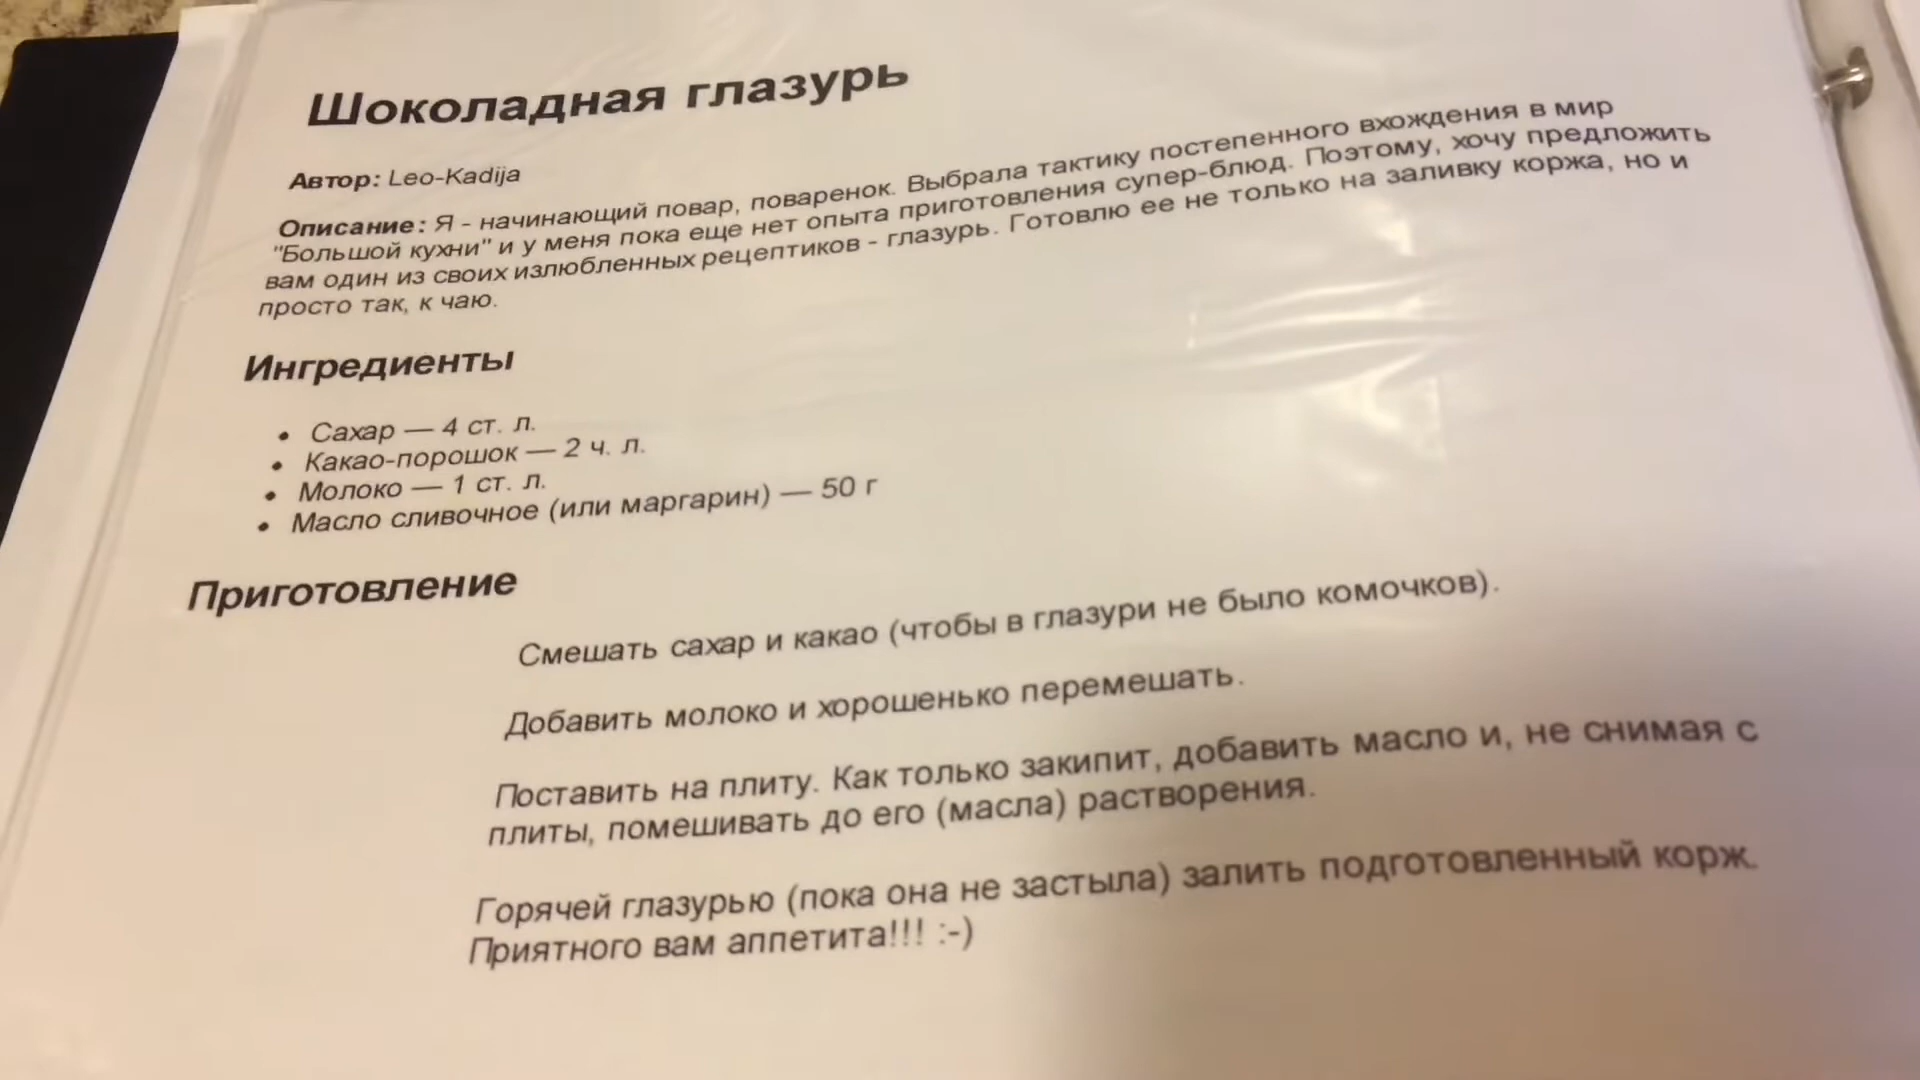 Шоколадная глазурь
Автор: Leo-Kadija
Описание: Я - начинающий повар, поваренок. Выбрала тактику постепенного вхождения в мир
"Большой кухни" и у меня пока еще нет опыта приготовления супер-блюд. Поэтому, хочу предложить
вам один из своих излюбленных рецептиков - глазурь. Готовлю ее не только на заливку коржа, но и
просто так, к чаю.
Ингредиенты
• Сахар — 4 ст. л.
• Какао-порошок — 2 ч. л.
• Молоко — 1 ст. л.
• Масло сливочное (или маргарин) — 50 г
Приготовление
Смешать сахар и какао (чтобы в глазури не было комочков).
Добавить молоко и хорошенько перемешать.
Поставить на плиту. Как только закипит, добавить масло и, не снимая с
плиты, помешивать до его (масла) растворения.
Горячей глазурью (пока она не застыла) залить подготовленный корж.
Приятного вам аппетита!!! :-)